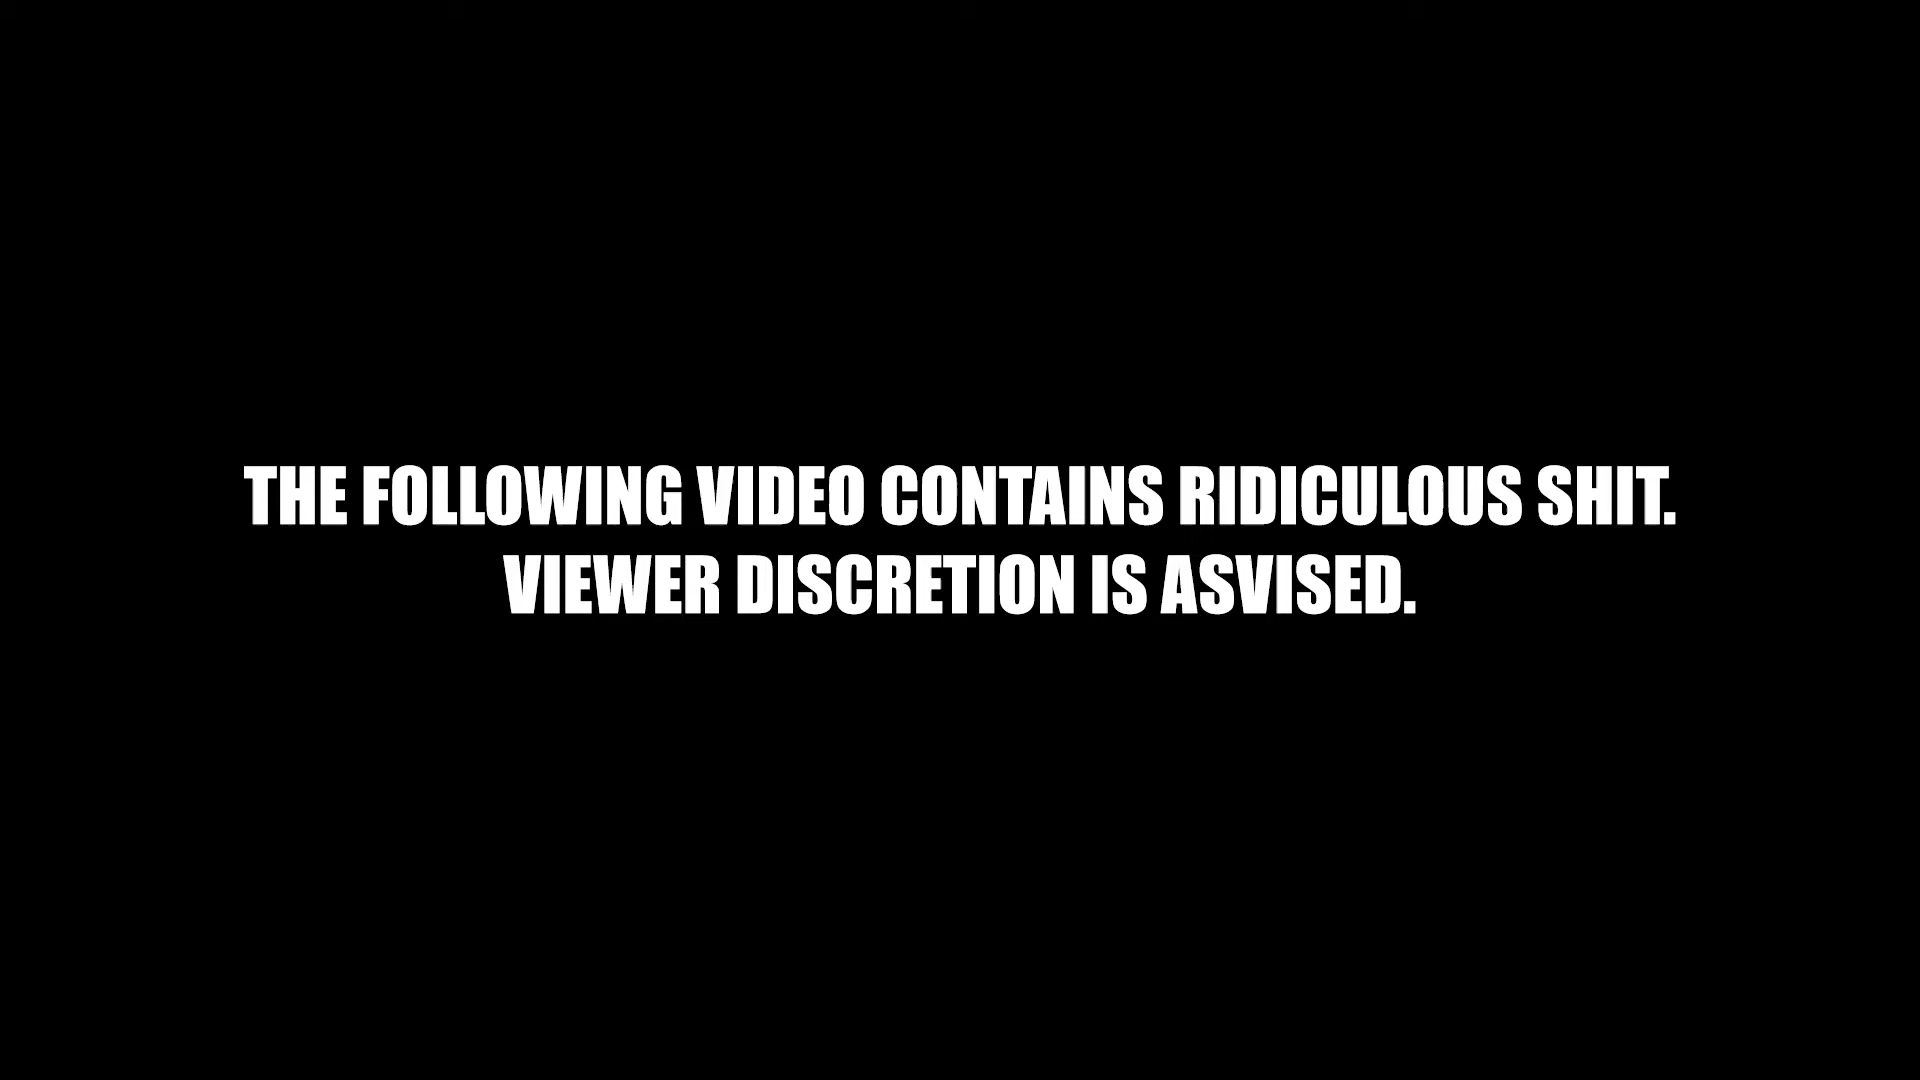 THE FOLLOWING VIDEO CONTAINS RIDICULOUS SHIT.
VIEWER DISCRETION IS ASVISED.